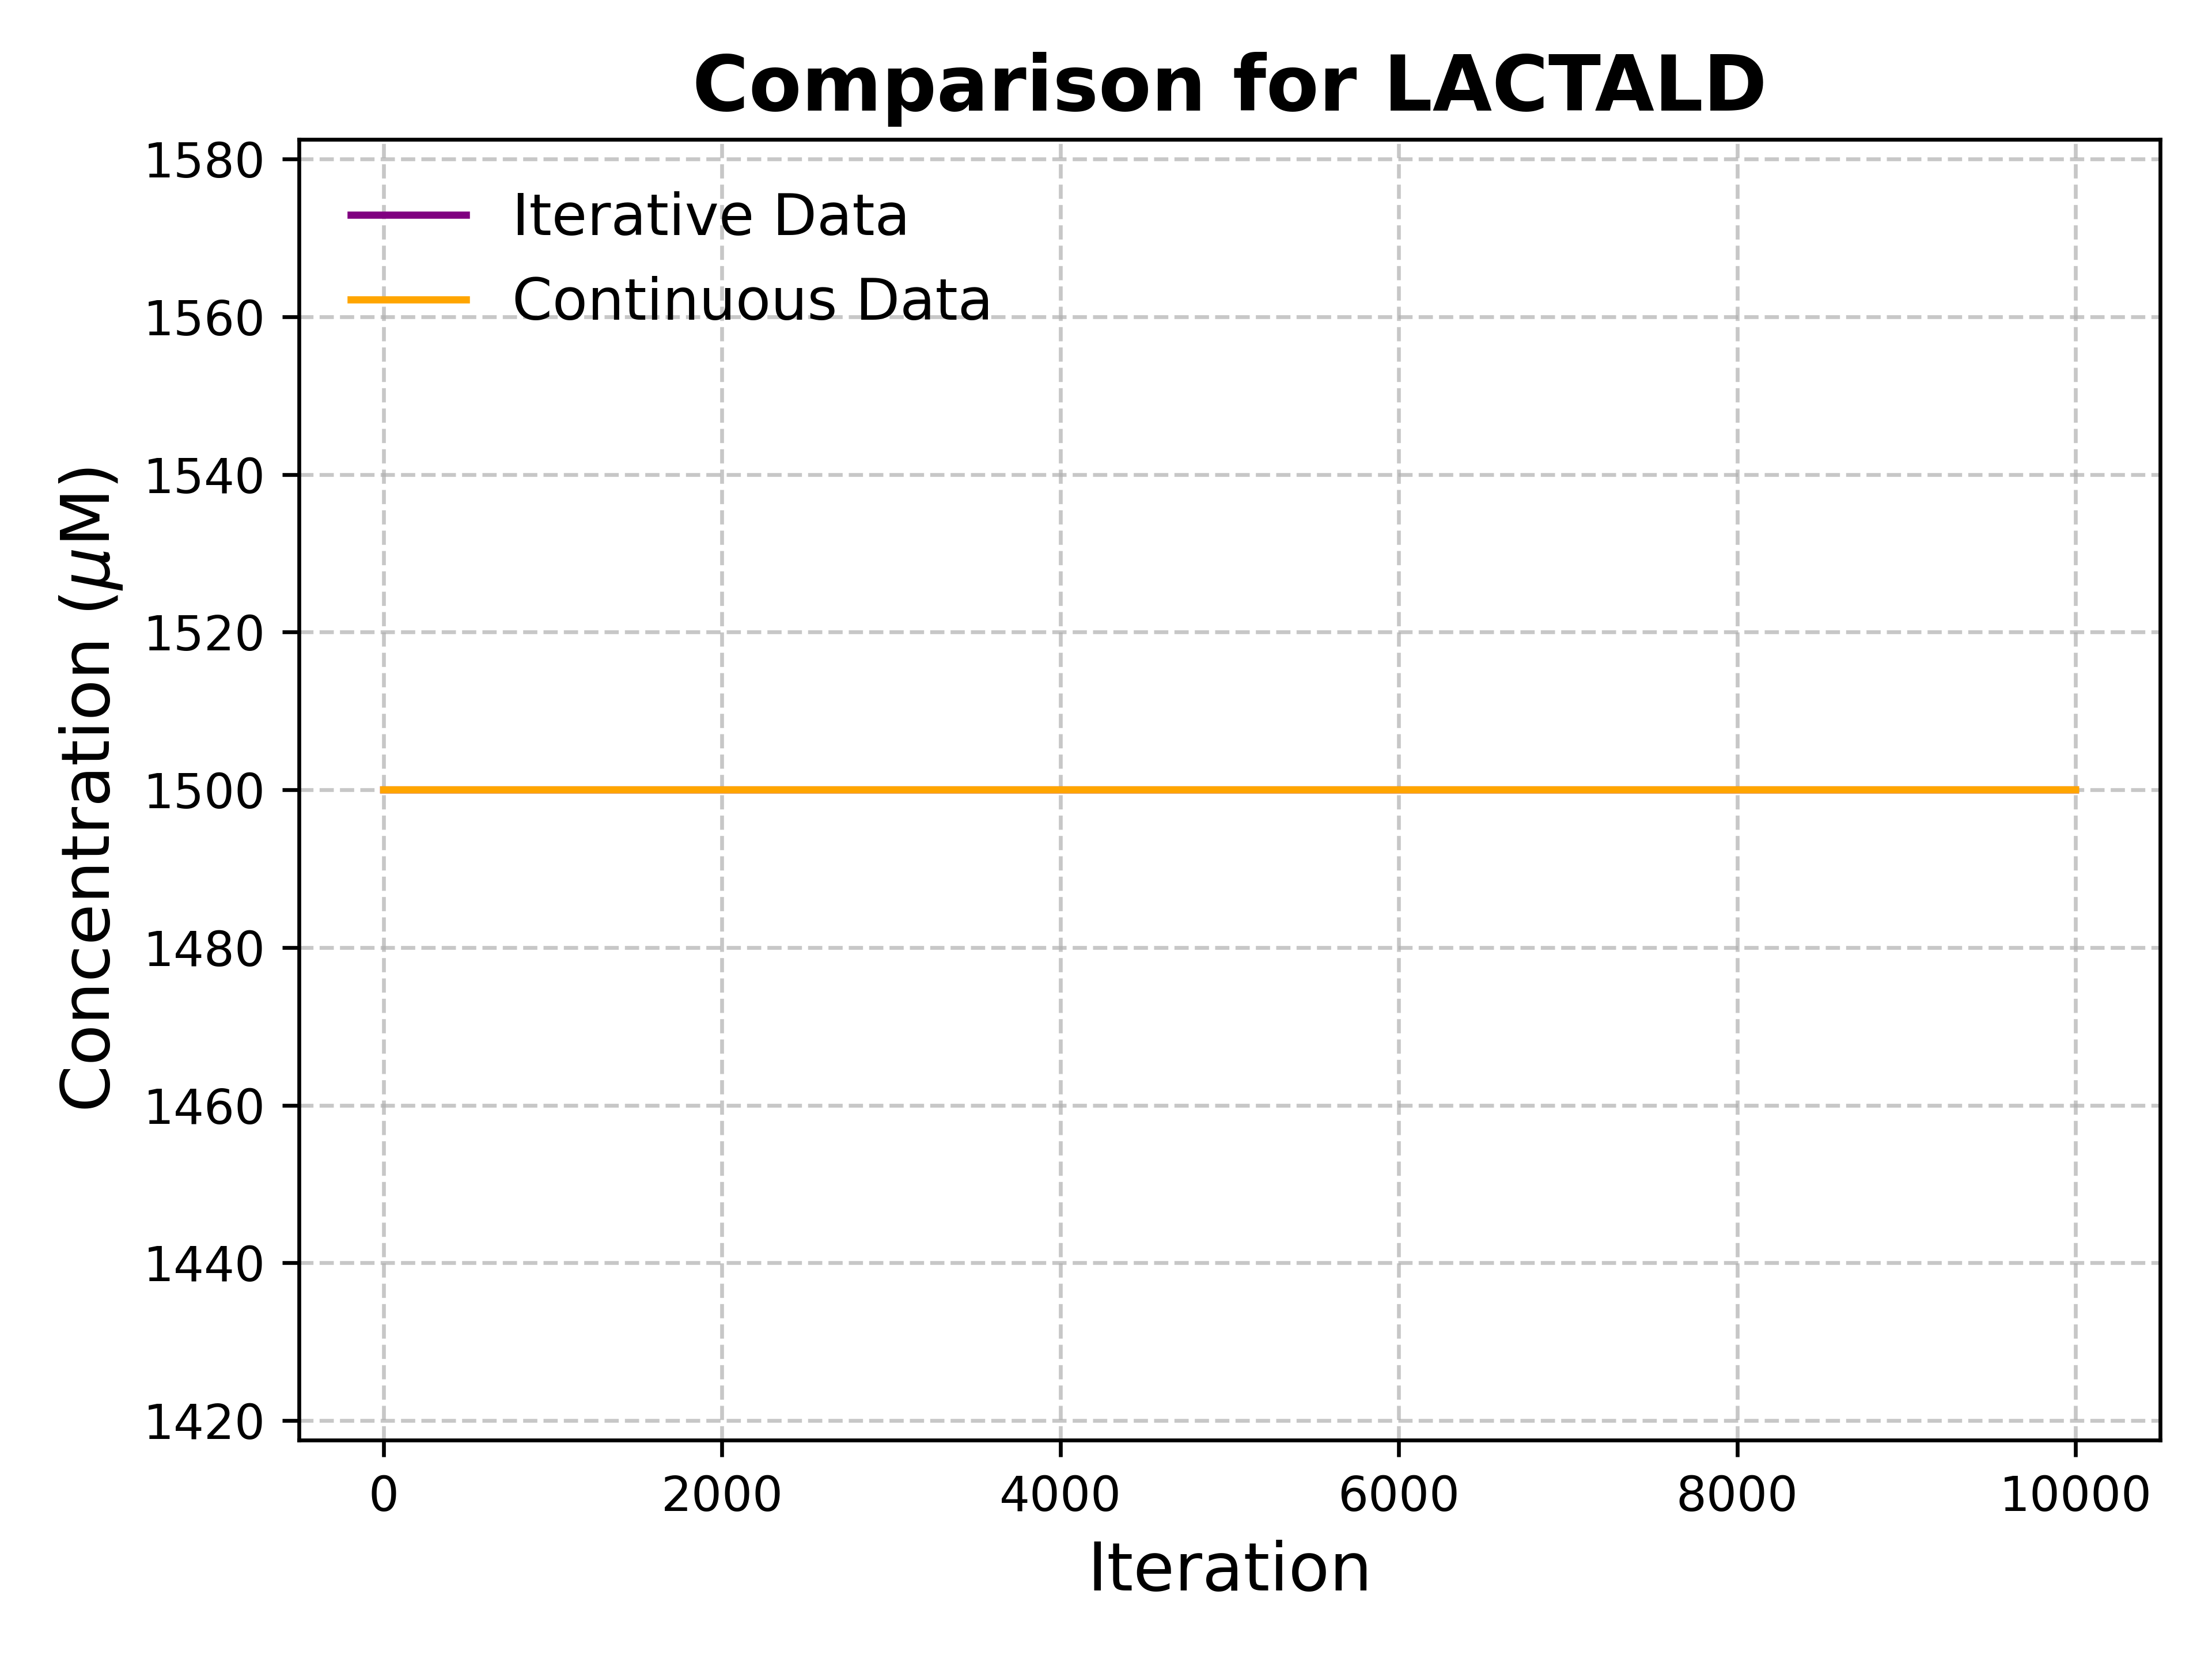 Comparison for LACTALD
Iterative Data
Continuous Data
Concentration (μM)
1580
1560
1540
1520
1500
1480
1460
1440
1420
0 2000 4000 6000 8000 10000
Iteration